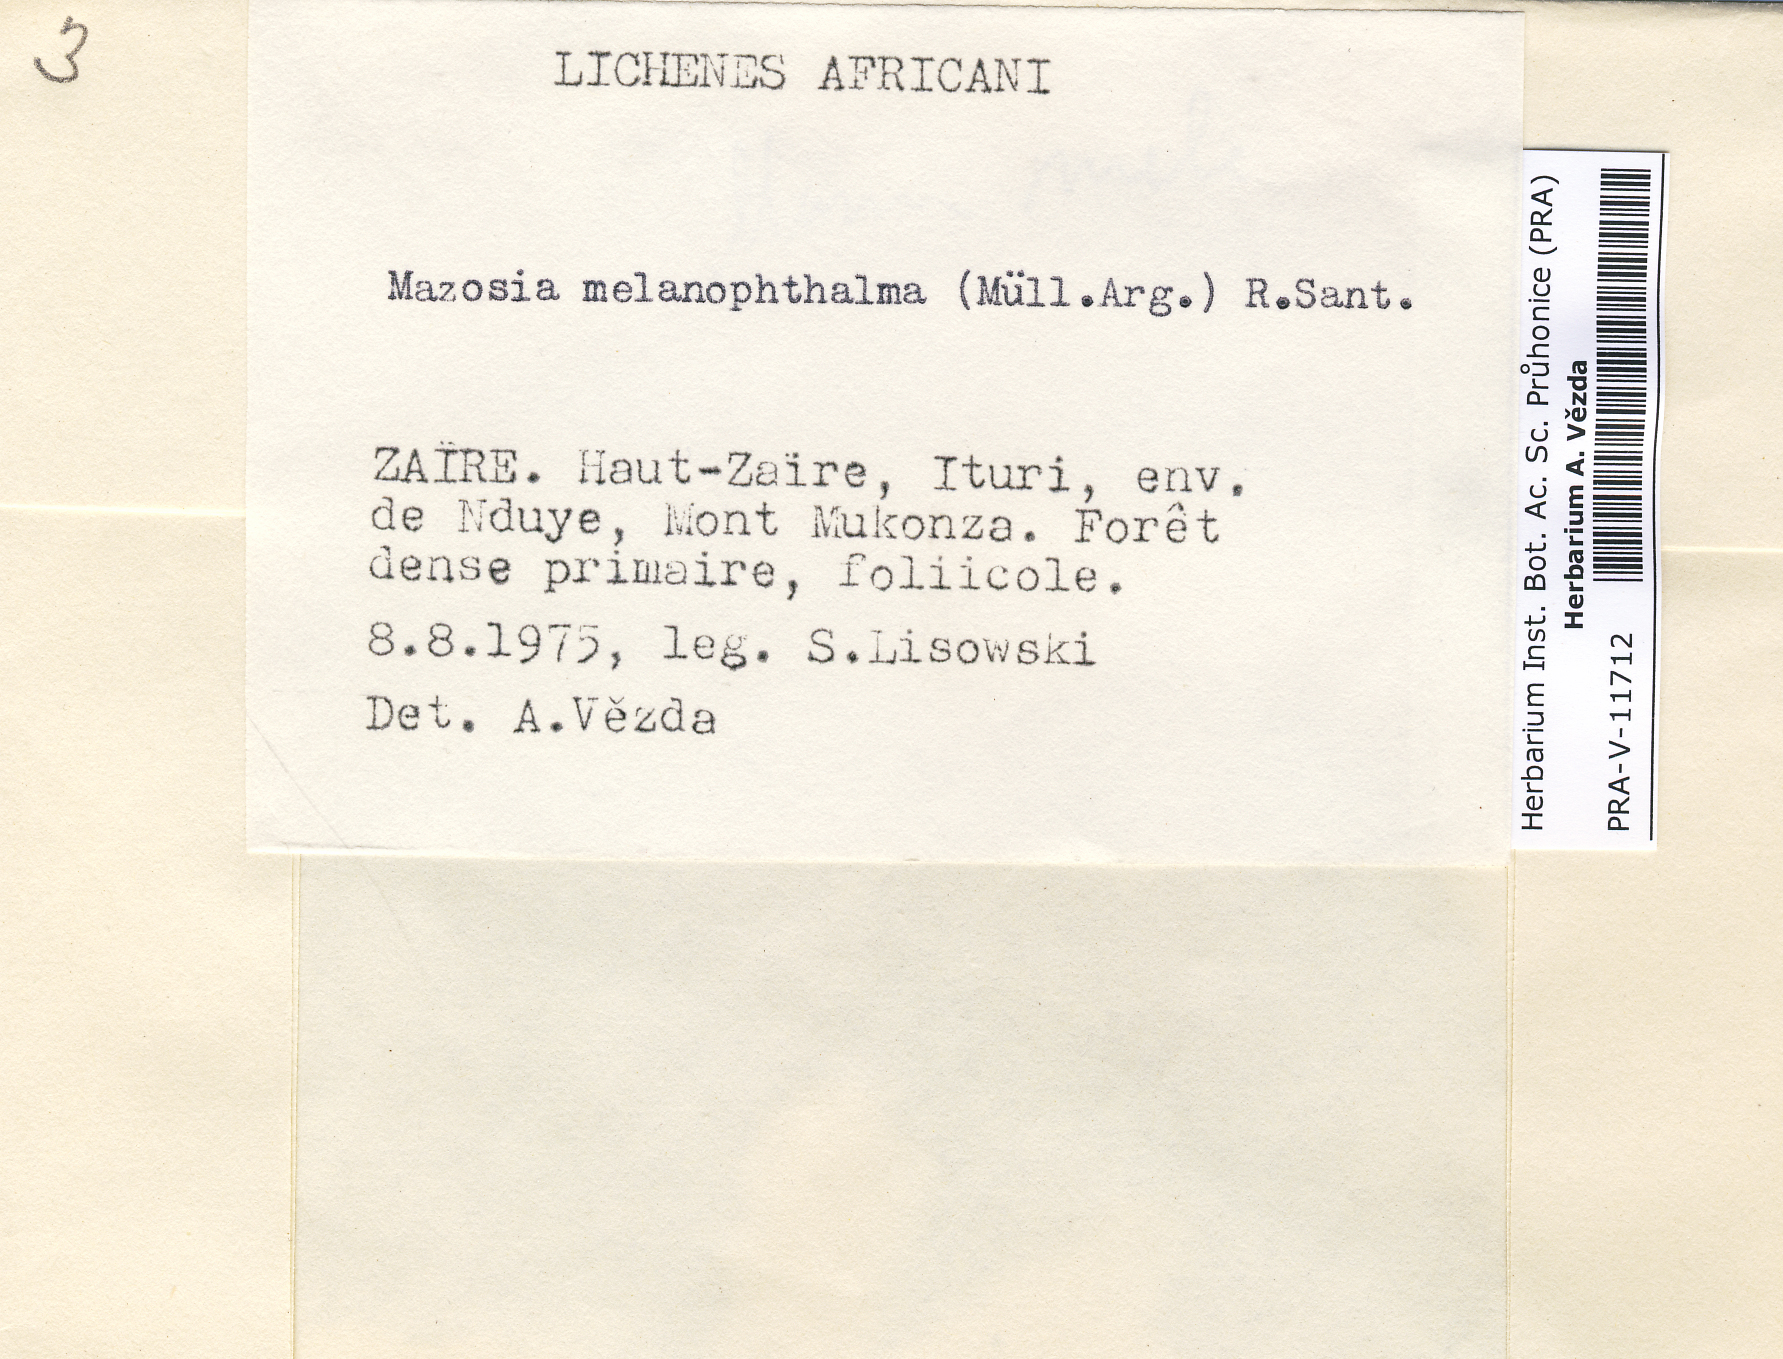 3
LICHENES AFRICANI
Mazosia melanophthalma (Müll.Arg.) R.Sant.
ZAÏRE. Haut-Zaïre, Ituri, env.
de Nduye, Mont Mukonza. Forêt
dense primaire, foliicole.
8.8.1975, leg. S.Lisowski
Det. A.Vězda
Herbarium Inst. Bot. Ac. Sc. Průhonice (PRA)
Herbarium A. Vězda
PRA-V-11712